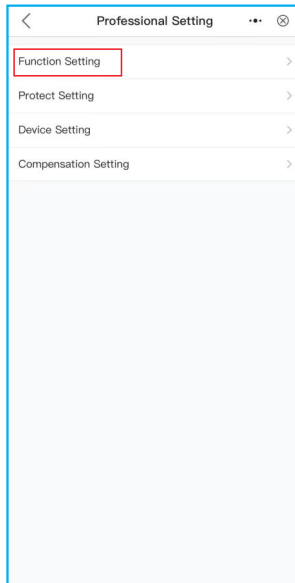 Professional Setting
Function Setting
Protect Setting
Device Setting
Compensation Setting